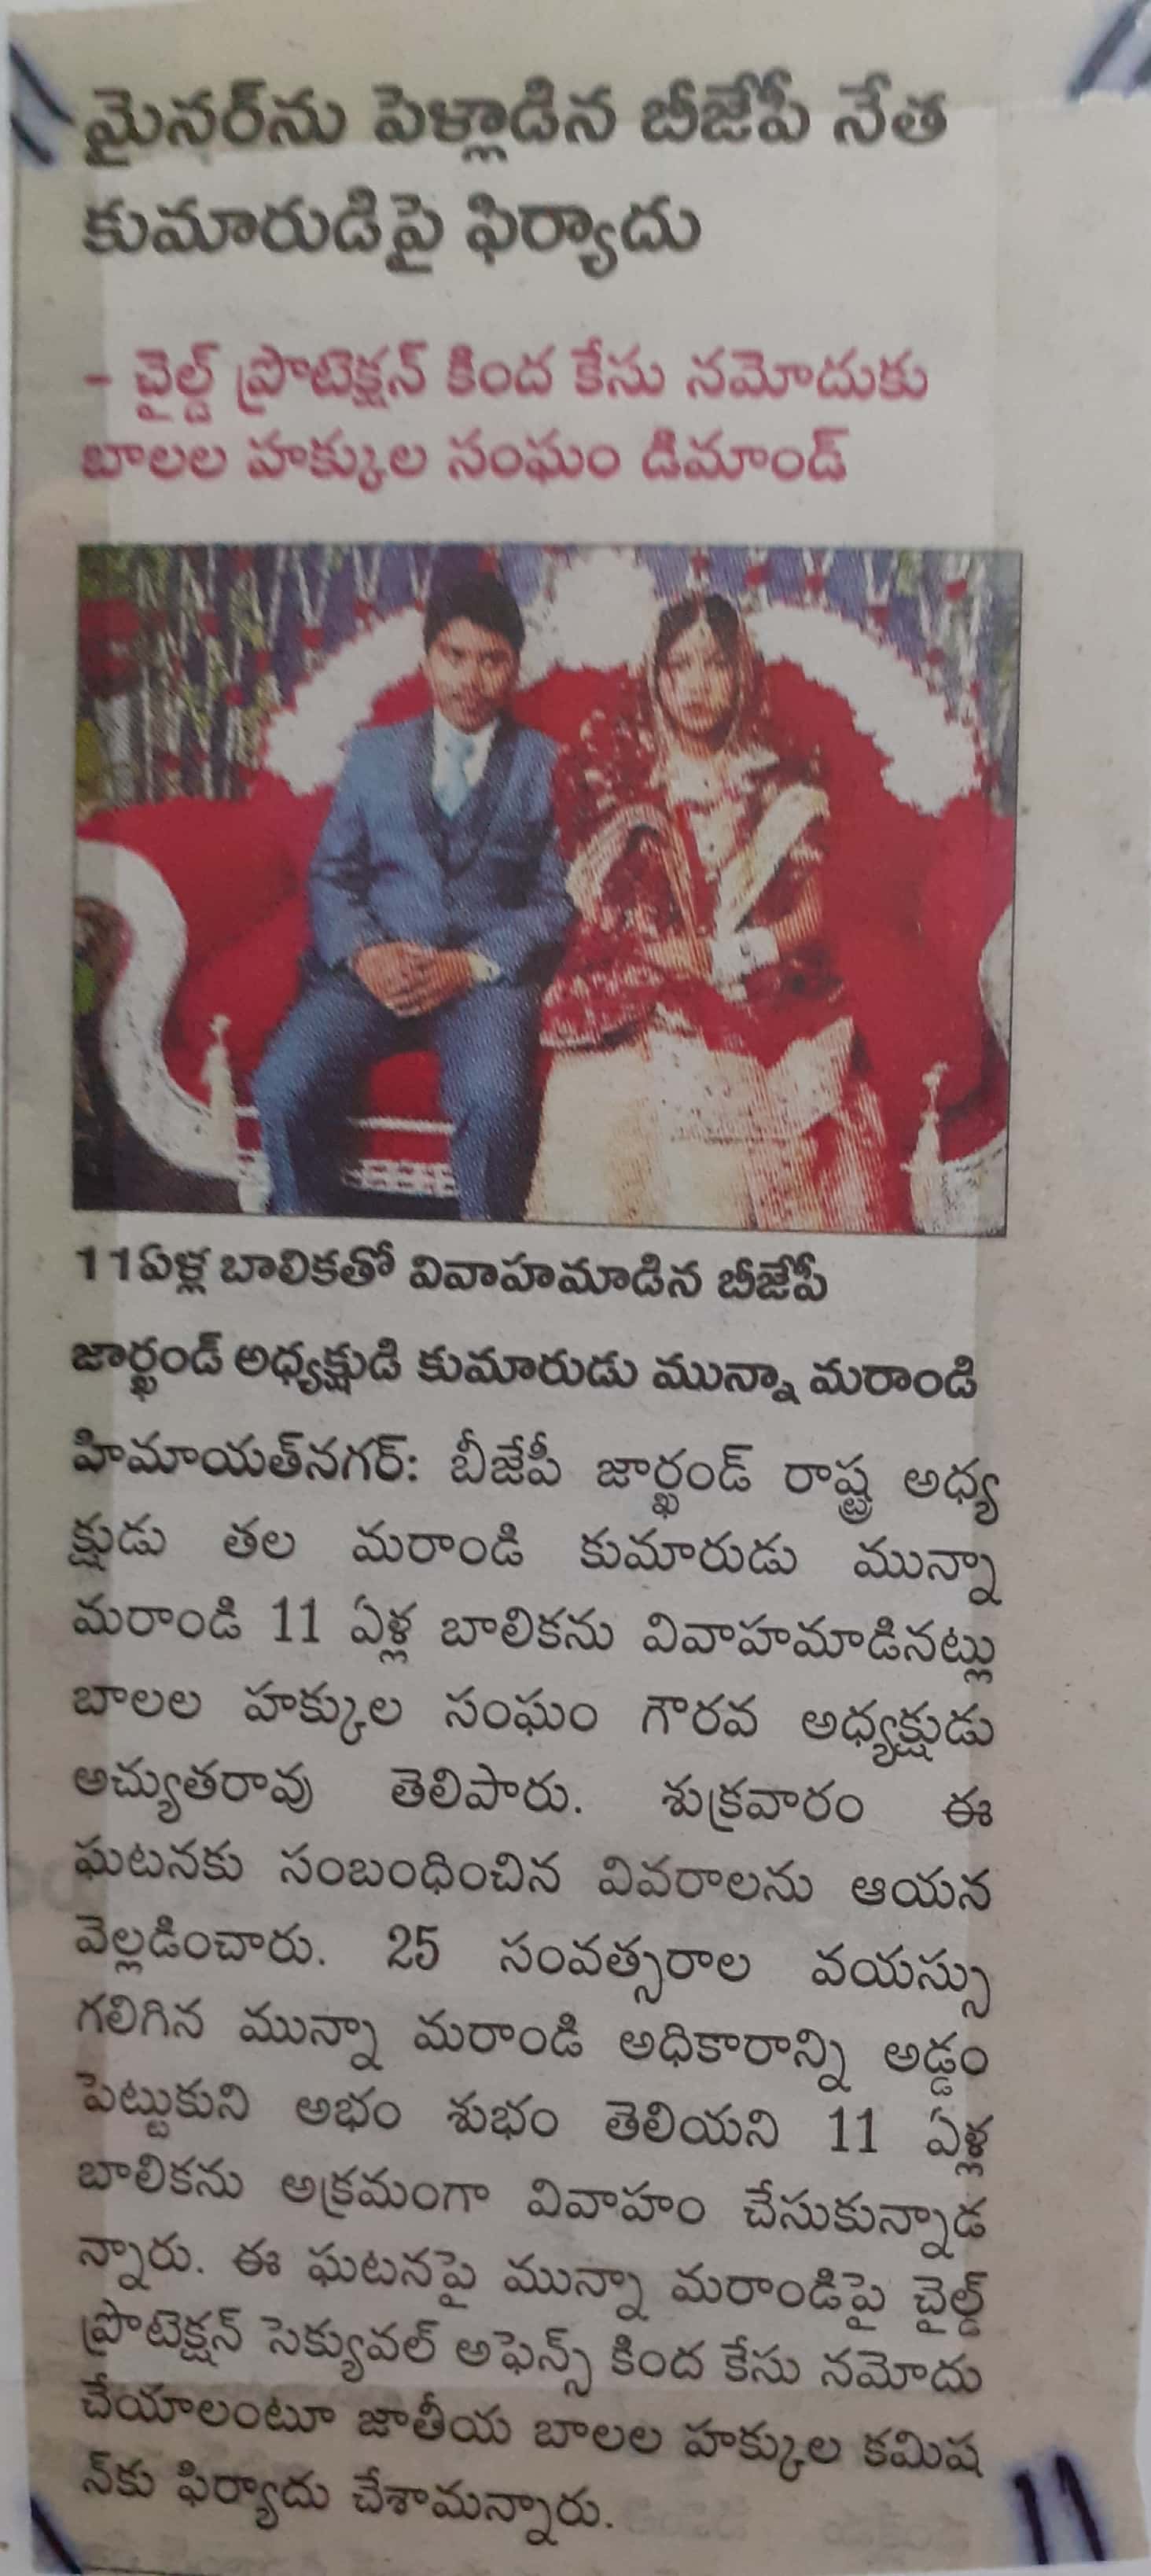 మైనర్‌ను పెళ్లాడిన బీజేపీ నేత
కుమారుడిపై ఫిర్యాదు
- చైల్డ్ ప్రొటెక్షన్ కింద కేసు నమోదుకు
బాలల హక్కుల సంఘం డిమాండ్
11ఏళ్ల బాలికతో వివాహమాడిన బీజేపీ
జార్ఖండ్ అధ్యక్షుడి కుమారుడు మున్నా మరాండి
హిమాయత్‌నగర్: బీజేపీ జార్ఖండ్ రాష్ట్ర అధ్య
క్షుడు తల మరాండి కుమారుడు మున్నా
మరాండి 11 ఏళ్ల బాలికను వివాహమాడినట్లు
బాలల హక్కుల సంఘం గౌరవ అధ్యక్షుడు
అచ్యుతరావు తెలిపారు. శుక్రవారం ఈ
ఘటనకు సంబంధించిన వివరాలను ఆయన
వెల్లడించారు. 25 సంవత్సరాల వయస్సు
గలిగిన మున్నా మరాండి అధికారాన్ని అడ్డం
పెట్టుకుని అభం శుభం తెలియని 11 ఏళ్ల
బాలికను అక్రమంగా వివాహం చేసుకున్నాడ
న్నారు. ఈ ఘటనపై మున్నా మరాండిపై చైల్డ్
ప్రొటెక్షన్ సెక్యువల్ అఫెన్స్ కింద కేసు నమోదు
చేయాలంటూ జాతీయ బాలల హక్కుల కమిష
న్‌కు ఫిర్యాదు చేశామన్నారు.